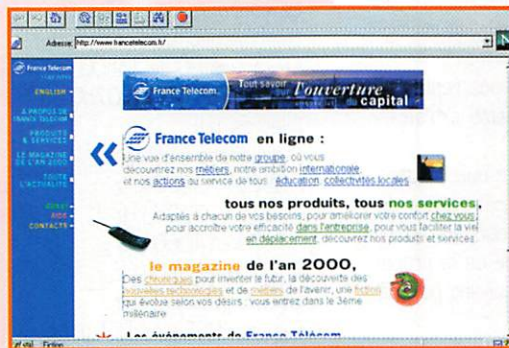 Adresse: http://www.francetelecom.fr/
France Telecom
ENGLISH
À PROPOS DE
FRANCE TELECOM
PRODUITS
& SERVICES
LE MAGAZINE
DE L'AN 2000
TOUTE
L'ACTUALITÉ
AIDE
CONTACTS
France Telecom
Tout savoir sur l'ouverture
capital
France Telecom en ligne :
Une vue d'ensemble de notre groupe, où vous
découvrez nos métiers, notre ambition internationale,
et nos actions au service de tous : éducation, collectivités locales
tous nos produits, tous nos services,
Adaptés à chacun de vos besoins, pour améliorer votre confort chez vous,
pour accroître votre efficacité dans l'entreprise, pour vous faciliter la vie
en déplacement, découvrez nos produits et services.
le magazine de l'an 2000,
Des chroniques pour inventer le futur, la découverte des
nouvelles technologies et de métiers de l'avenir, une fiction
qui évolue selon vos désirs : vous entrez dans le 3ème
millénaire.
Les événements de France Télécom
Fiction